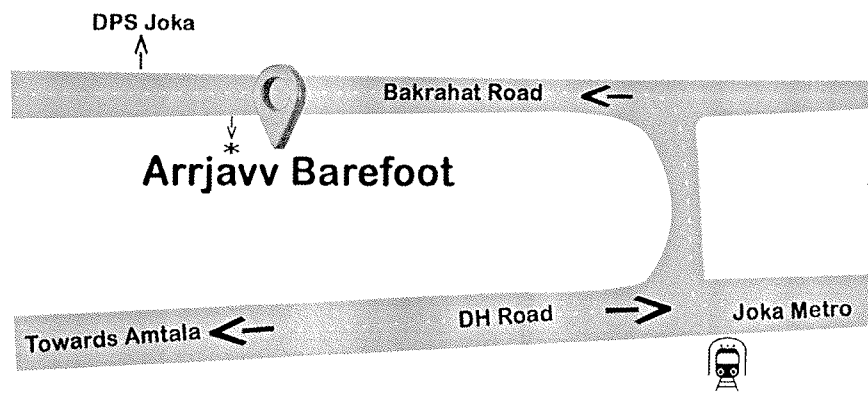 DPS Joka
Bakrahat Road
*
Arrjavv Barefoot
DH Road
Joka Metro
Towards Amtala